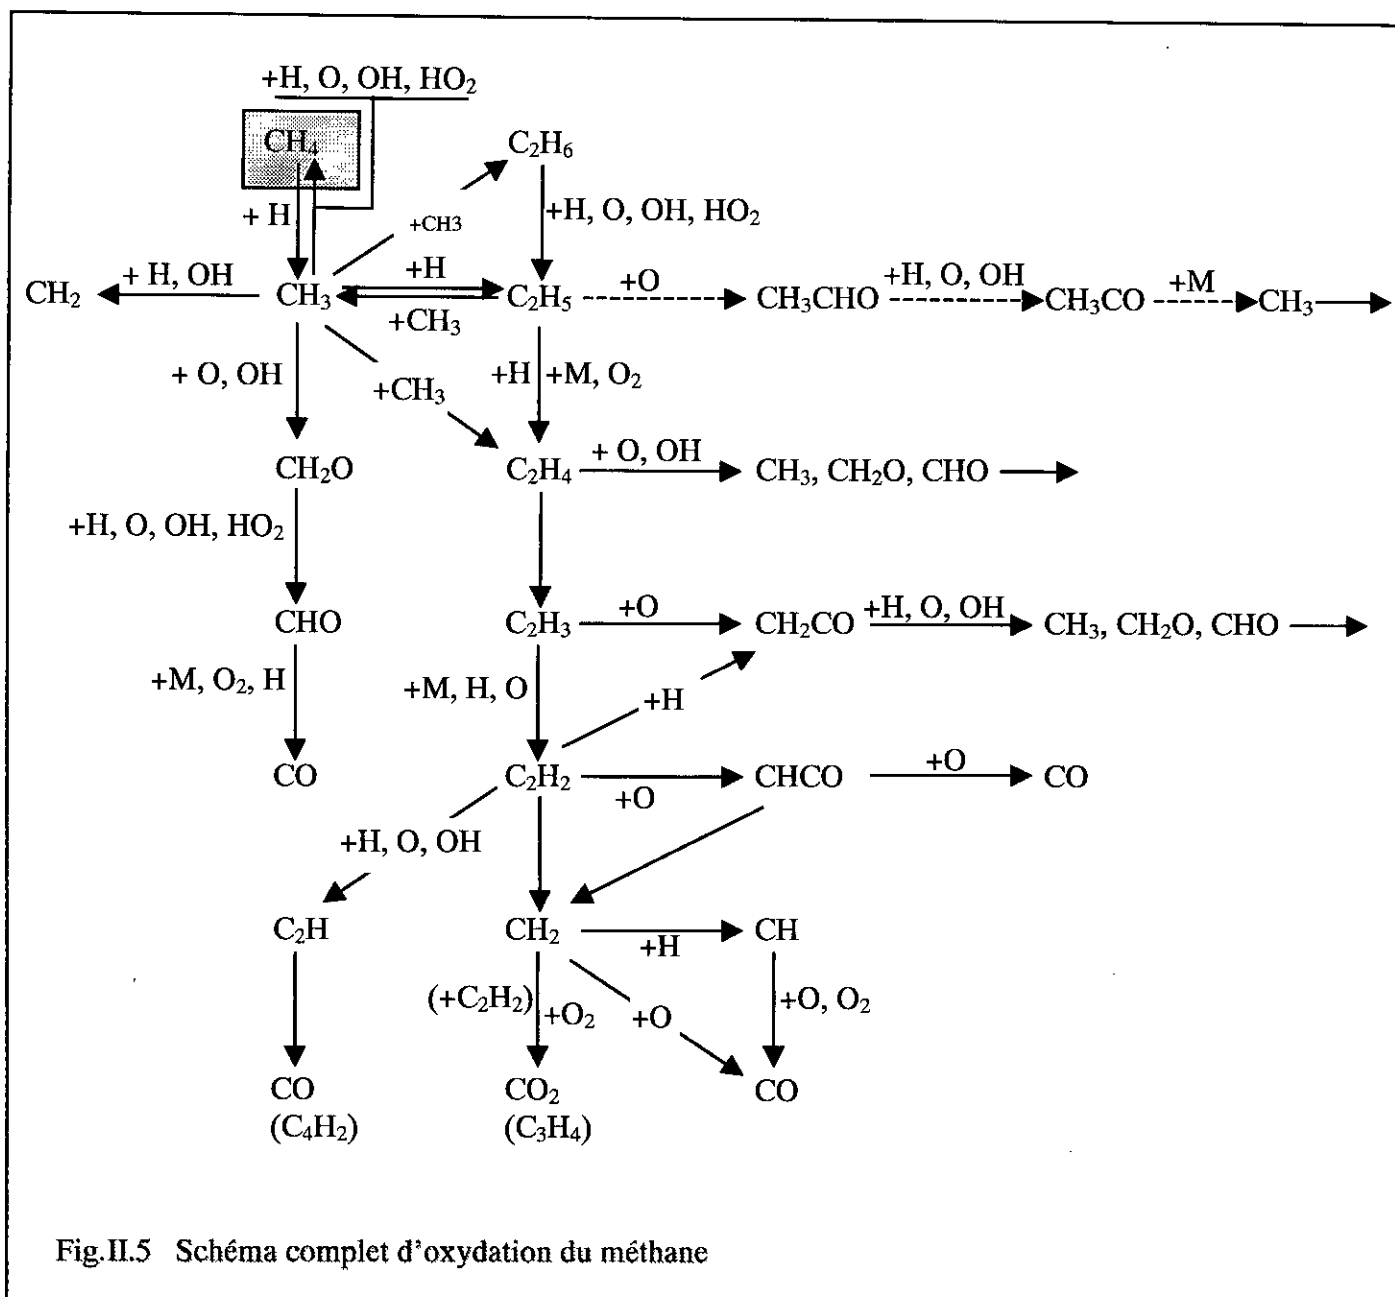 +H, O, OH, HO₂
CH₄
C₂H₆
+ H
+CH3
+H, O, OH, HO₂
CH₂
+ H, OH
CH₃
+H
+CH₃
C₂H₅
+O
CH₃CHO
+H, O, OH
CH₃CO
+M
CH₃
+ O, OH
+CH₃
+H
+M, O₂
CH₂O
C₂H₄
+ O, OH
CH₃, CH₂O, CHO
+H, O, OH, HO₂
CHO
C₂H₃
+O
CH₂CO
+H, O, OH
CH₃, CH₂O, CHO
+M, O₂, H
+M, H, O
+H
CO
C₂H₂
+O
CHCO
+O
CO
+H, O, OH
C₂H
CH₂
+H
CH
(+C₂H₂)
+O₂
+O
+O, O₂
CO
(C₄H₂)
CO₂
(C₃H₄)
CO
Fig.II.5 Schéma complet d'oxydation du méthane